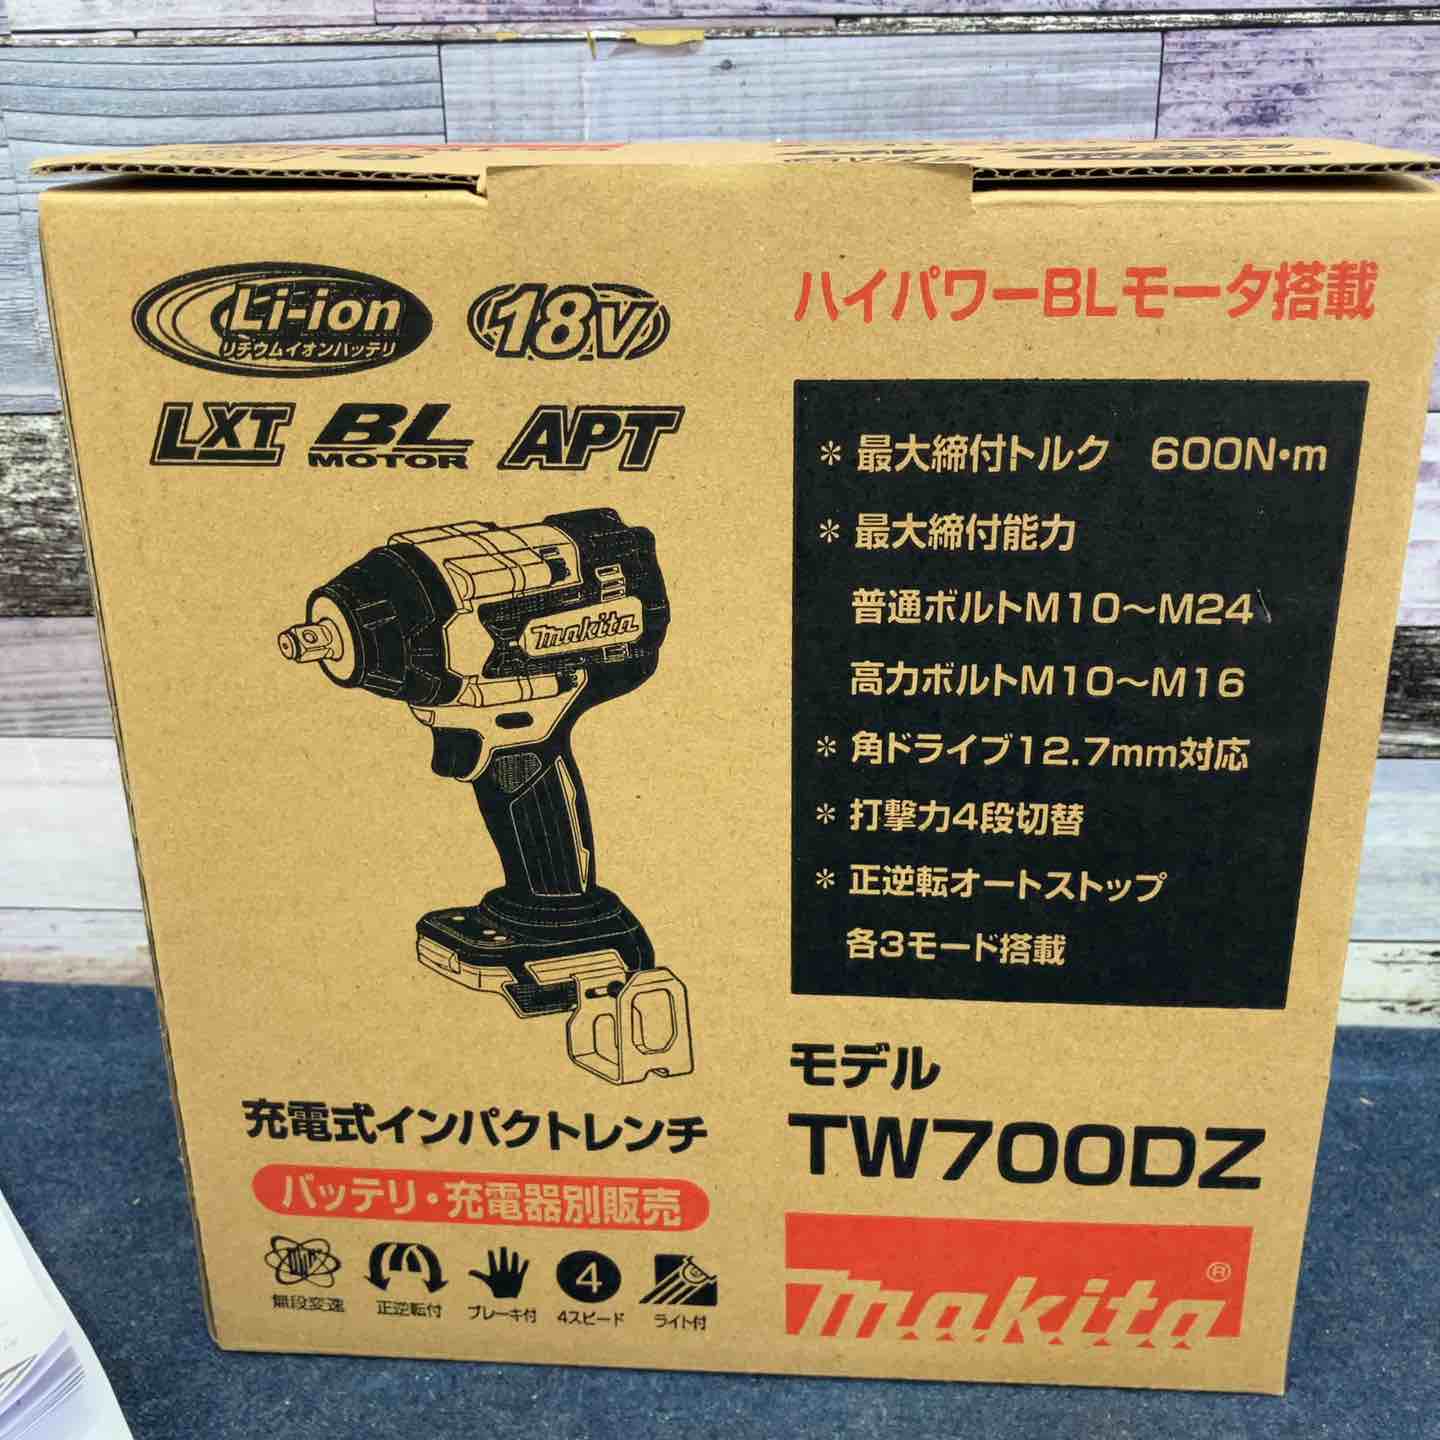 Li-ion
リチウムイオンバッテリ
18V
LXT
BL
MOTOR
APT
makita
充電式インパクトレンチ
バッテリ・充電器別販売
無段変速
正逆転付
ブレーキ付
4
4スピード
ライト付
ハイパワーBLモータ搭載
＊ 最大締付トルク 600N・m
＊ 最大締付能力
普通ボルトM10～M24
高力ボルトM10～M16
＊ 角ドライブ12.7mm対応
＊ 打撃力4段切替
＊ 正逆転オートストップ
各3モード搭載
モデル
TW700DZ
makita®